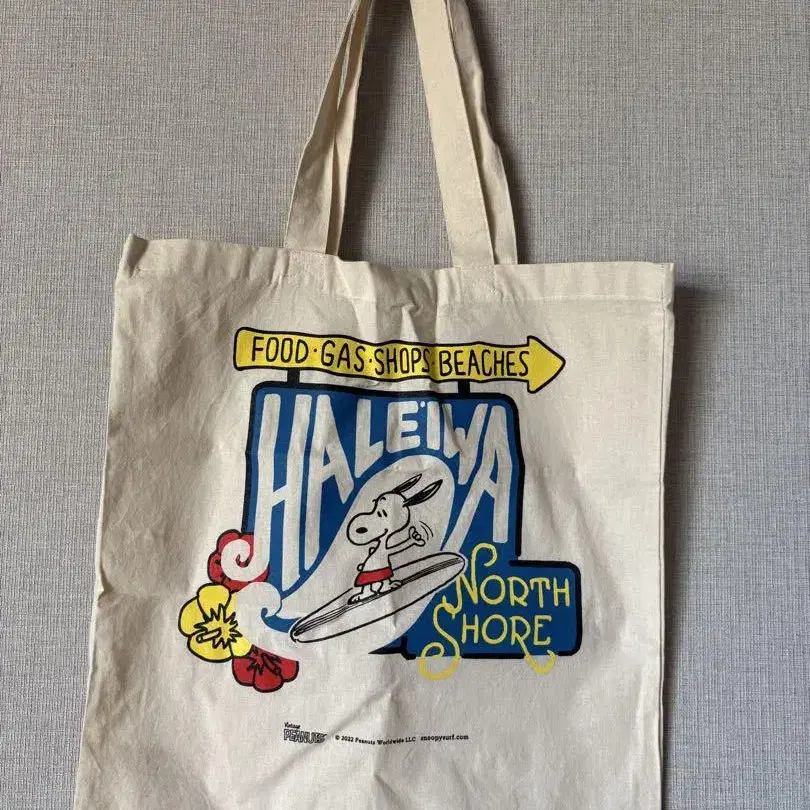 FOOD·GAS·SHOPS BEACHES
HALE'IWA
NORTH
SHORE
Vintage
PEANUTS
© 2022 Peanuts Worldwide LLC snoopysurf.com